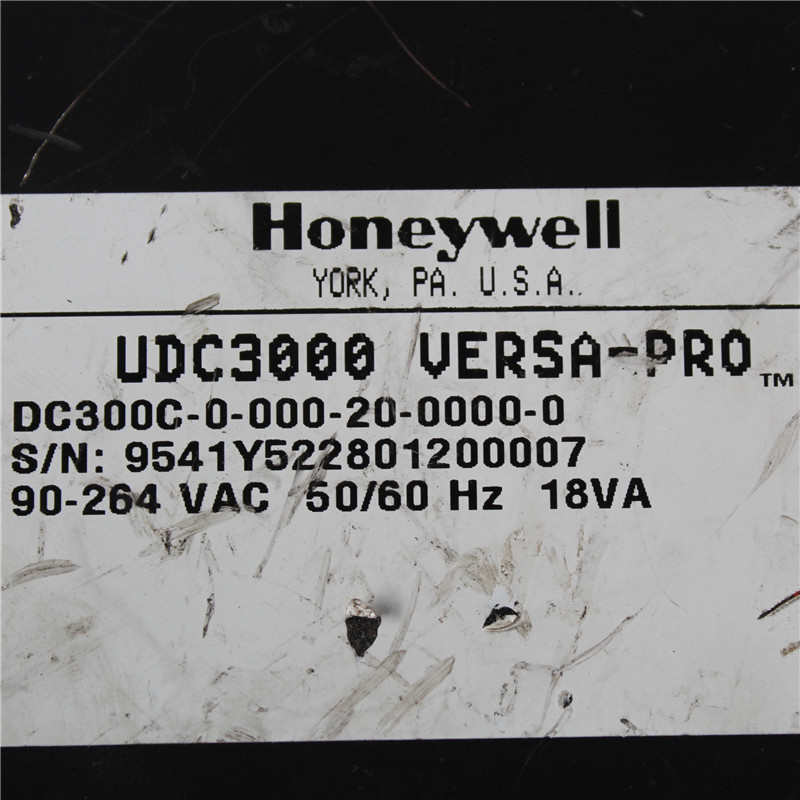 Honeywell
YORK, PA. U.S.A..
UDC3000 VERSA-PRO™
DC300C-0-000-20-0000-0
S/N: 9541Y522801200007
90-264 VAC 50/60 Hz 18VA